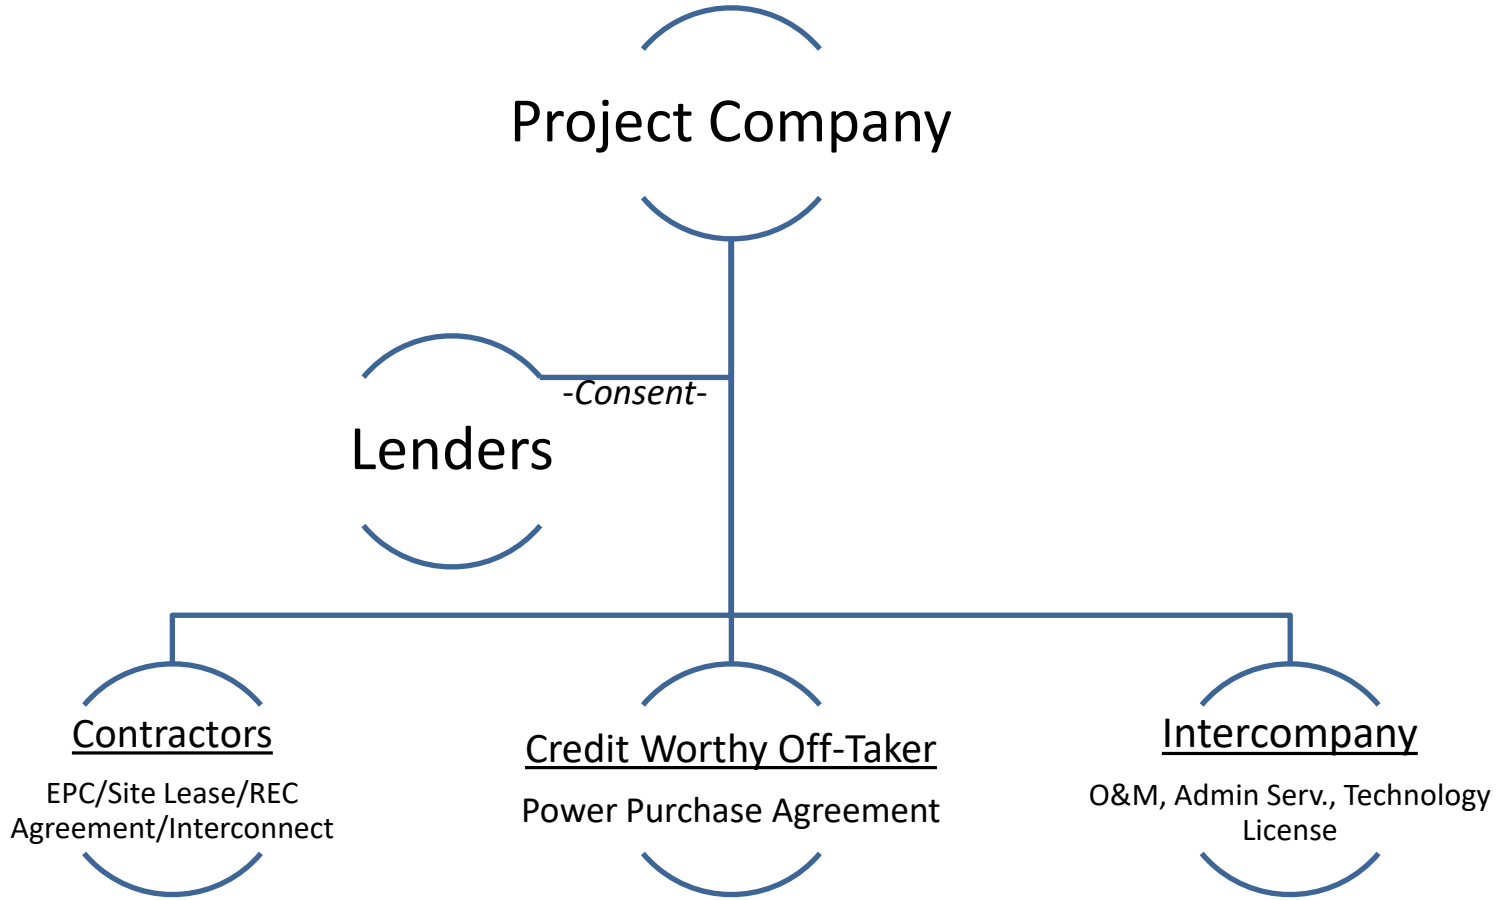 Project Company
-Consent-
Lenders
Contractors
EPC/Site Lease/REC
Agreement/Interconnect
Credit Worthy Off-Taker
Power Purchase Agreement
Intercompany
O&M, Admin Serv., Technology
License